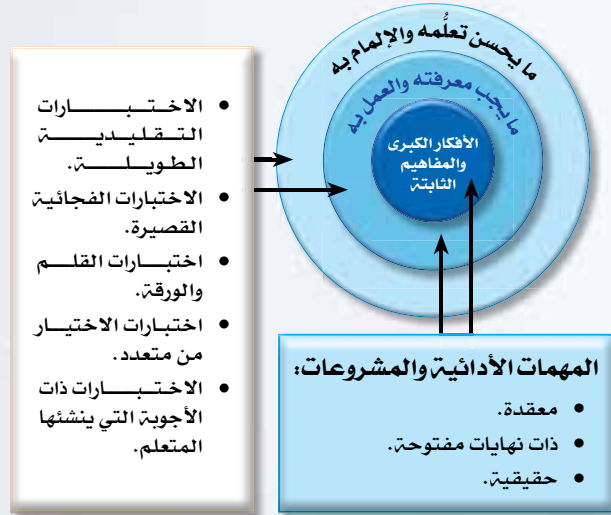 ما يحسن تعلُّمه والإلمام به
ما يجب معرفته والعمل به
الأفكار الكبرى
والمفاهيم
الثابتة
• الاختبارات
التقليدية
الطويلة.
• الاختبارات الفجائية
القصيرة.
• اختبارات القلم
والورقة.
• اختبارات الاختيار
من متعدد.
• الاختبارات ذات
الأجوبة التي ينشئها
المتعلم.
المهمات الأدائية والمشروعات:
• معقدة.
• ذات نهايات مفتوحة.
• حقيقية.